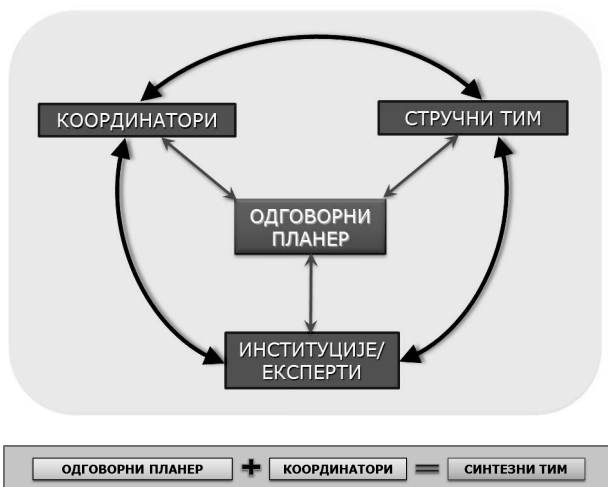 КООРДИНАТОРИ
СТРУЧНИ ТИМ
ОДГОВОРНИ
ПЛАНЕР
ИНСТИТУЦИЈЕ/
ЕКСПЕРТИ
ОДГОВОРНИ ПЛАНЕР + КООРДИНАТОРИ = СИНТЕЗНИ ТИМ